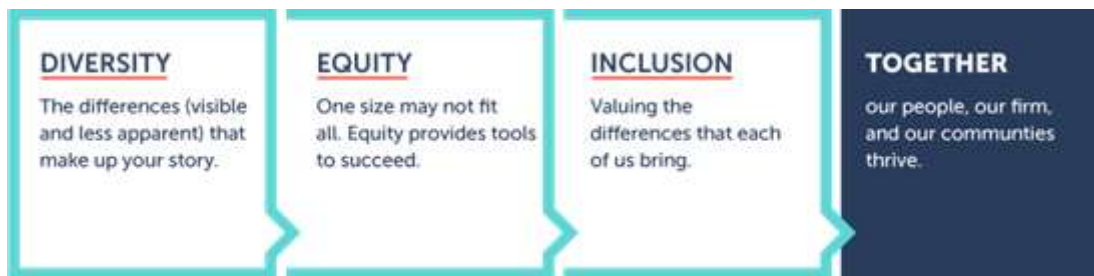 DIVERSITY
The differences (visible
and less apparent) that
make up your story.
EQUITY
One size may not fit
all. Equity provides tools
to succeed.
INCLUSION
Valuing the
differences that each
of us bring.
TOGETHER
our people, our firm,
and our communties
thrive.